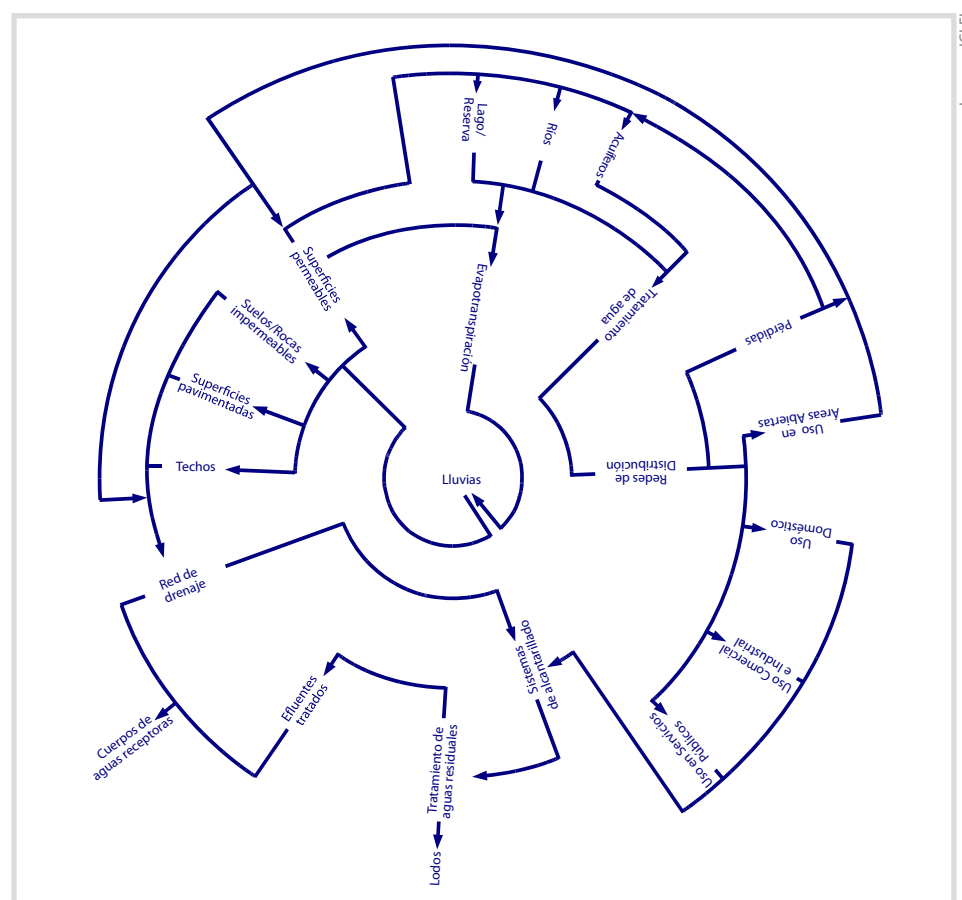 Lago/
Reserva
Ríos
Acuíferos
Superficies
permeables
Evapotranspiración
Tratamiento
de agua
Suelos/Rocas
impermeables
Pérdidas
Superficies
pavimentadas
Uso en
Áreas Abiertas
Techos
Lluvias
Redes de
Distribución
Uso
Doméstico
Red de
drenaje
Sistemas
de alcantarillado
Uso Comercial
e Industrial
Efluentes
tratados
Uso en Servicios
Públicos
Cuerpos de
aguas receptoras
Tratamiento de
aguas residuales
Lodos